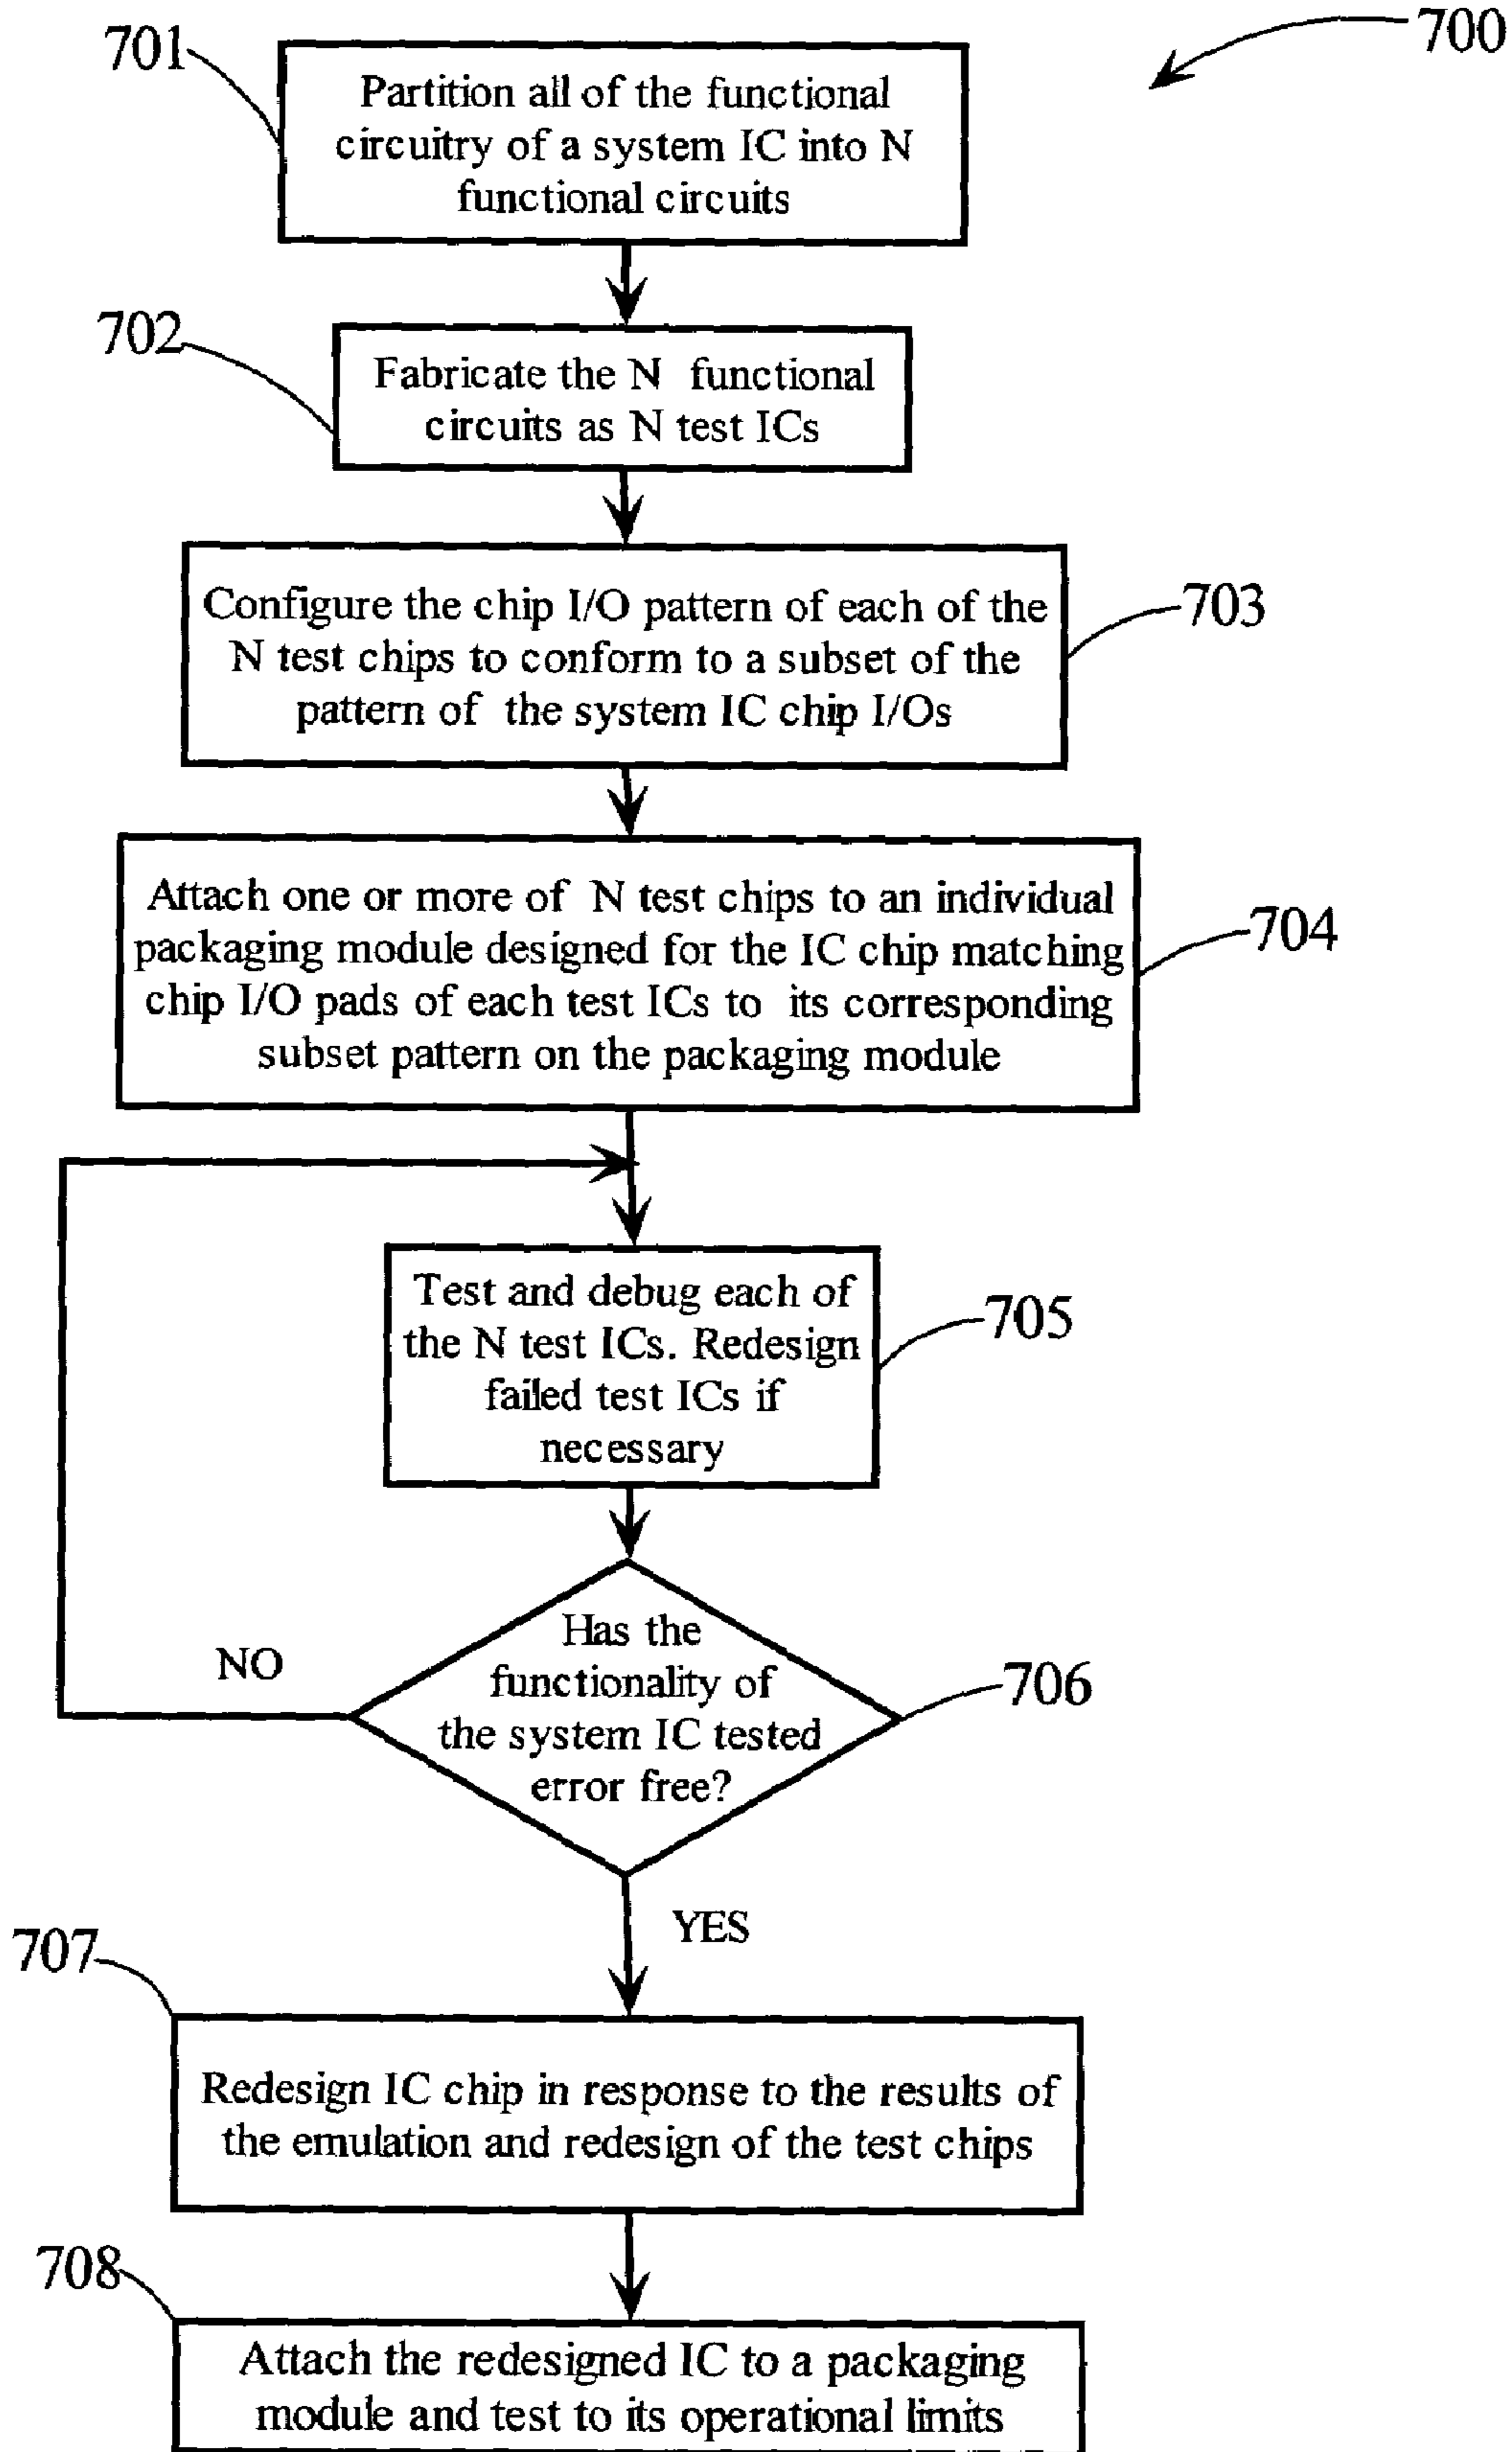 700
701
Partition all of the functional
circuitry of a system IC into N
functional circuits
702
Fabricate the N functional
circuits as N test ICs
703
Configure the chip I/O pattern of each of the
N test chips to conform to a subset of the
pattern of the system IC chip I/Os
704
Attach one or more of N test chips to an individual
packaging module designed for the IC chip matching
chip I/O pads of each test ICs to its corresponding
subset pattern on the packaging module
705
Test and debug each of
the N test ICs. Redesign
failed test ICs if
necessary
706
Has the
functionality of
the system IC tested
error free?
NO
YES
707
Redesign IC chip in response to the results of
the emulation and redesign of the test chips
708
Attach the redesigned IC to a packaging
module and test to its operational limits